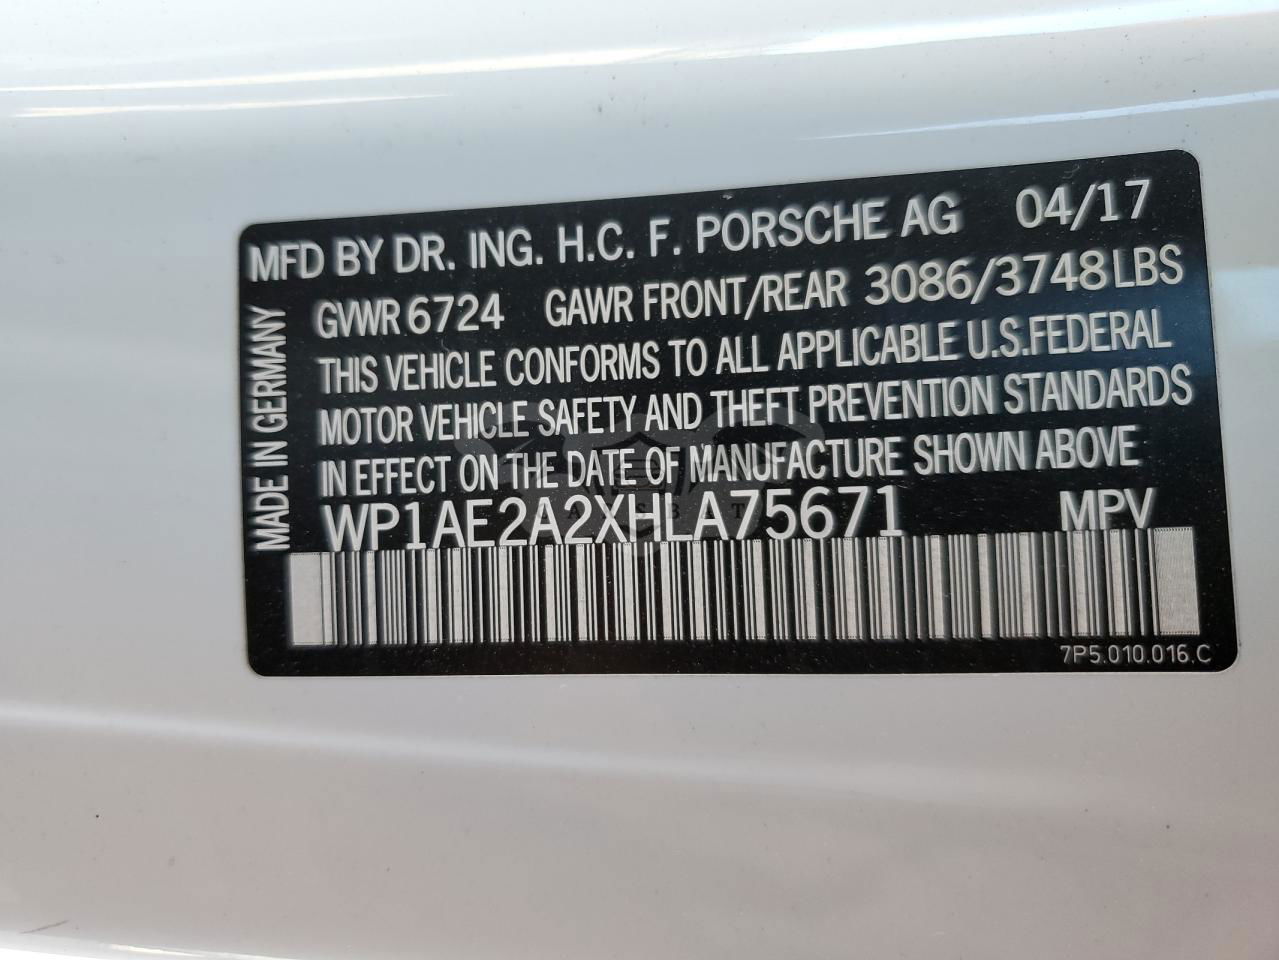 MFD BY DR. ING. H.C. F. PORSCHE AG 04/17
GVWR 6724 GAWR FRONT/REAR 3086/3748LBS
THIS VEHICLE CONFORMS TO ALL APPLICABLE U.S.FEDERAL
MOTOR VEHICLE SAFETY AND THEFT PREVENTION STANDARDS
IN EFFECT ON THE DATE OF MANUFACTURE SHOWN ABOVE
WP1AE2A2XHLA75671 MPV
7P5.010.016.C
MADE IN GERMANY